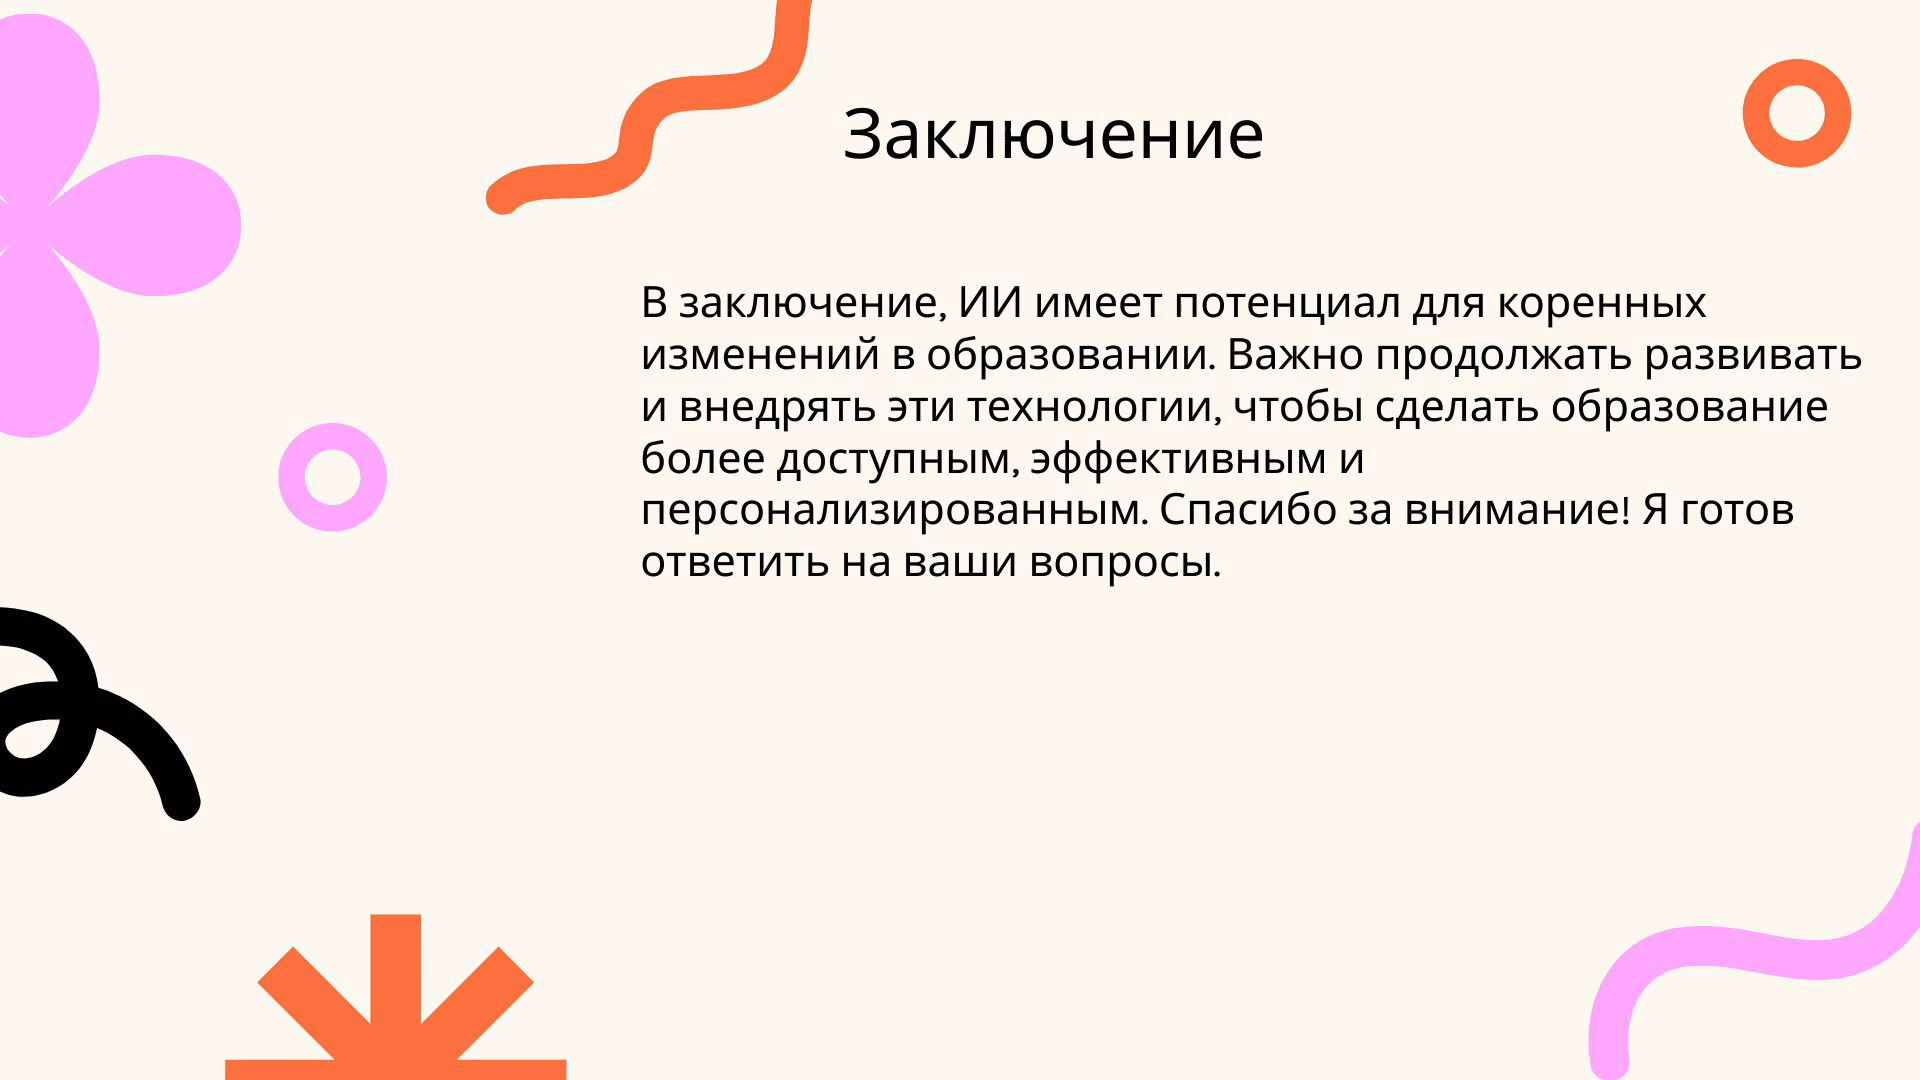 Заключение
В заключение, ИИ имеет потенциал для коренных
изменений в образовании. Важно продолжать развивать
и внедрять эти технологии, чтобы сделать образование
более доступным, эффективным и
персонализированным. Спасибо за внимание! Я готов
ответить на ваши вопросы.